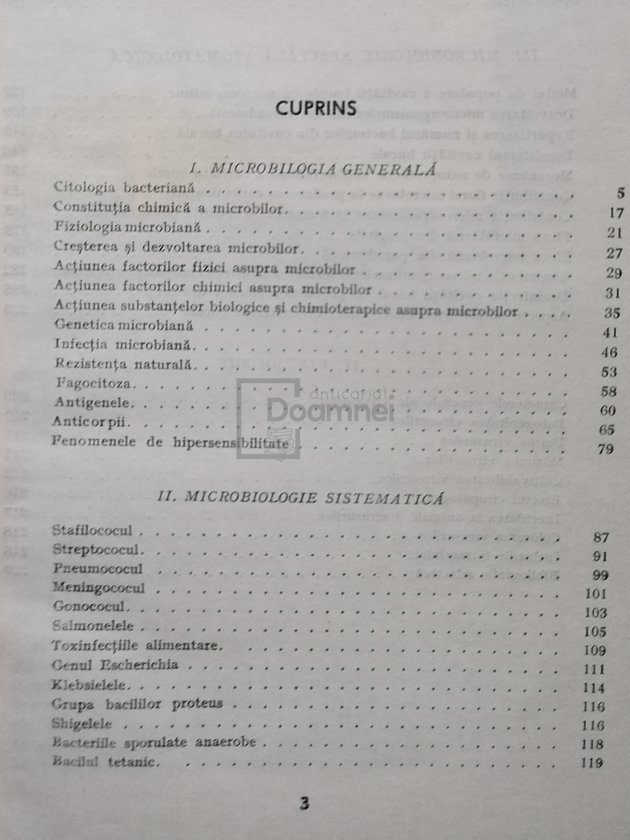 CUPRINS
I. MICROBILOGIA GENERALĂ
Citologia bacteriană . . . . . . . . . . . . . . . . . . . 5
Constituția chimică a microbilor. . . . . . . . . . . . . . . 17
Fiziologia microbiană . . . . . . . . . . . . . . . . . . . 21
Creșterea și dezvoltarea microbilor. . . . . . . . . . . . . . 27
Acțiunea factorilor fizici asupra microbilor . . . . . . . . . . . 29
Acțiunea factorilor chimici asupra microbilor . . . . . . . . . . 31
Acțiunea substanțelor biologice și chimioterapice asupra microbilor . . . 35
Genetica microbiană . . . . . . . . . . . . . . . . . . . 41
Infecția microbiană. . . . . . . . . . . . . . . . . . . . 46
Rezistența naturală. . . . . . . . . . . . . . . . . . . . 53
Fagocitoza. . . . . . . . . . . . . . . . . . . . . . . 58
Antigenele. . . . . . . . . . . . . . . . . . . . . . . 60
Anticorpii. . . . . . . . . . . . . . . . . . . . . . . 65
Fenomenele de hipersensibilitate . . . . . . . . . . . . . . 79
anticariat
Doamnei
II. MICROBIOLOGIE SISTEMATICĂ
Stafilococul . . . . . . . . . . . . . . . . . . . . . . 87
Streptococul. . . . . . . . . . . . . . . . . . . . . . 91
Pneumococul . . . . . . . . . . . . . . . . . . . . . 99
Meningococul . . . . . . . . . . . . . . . . . . . . . 101
Gonococul. . . . . . . . . . . . . . . . . . . . . . . 103
Salmonelele . . . . . . . . . . . . . . . . . . . . . . 105
Toxinfecțiile alimentare. . . . . . . . . . . . . . . . . . 109
Genul Escherichia . . . . . . . . . . . . . . . . . . . . 111
Klebsielele. . . . . . . . . . . . . . . . . . . . . . . 114
Grupa bacililor proteus . . . . . . . . . . . . . . . . . . 116
Shigelele . . . . . . . . . . . . . . . . . . . . . . . 116
Bacteriile sporulate anaerobe . . . . . . . . . . . . . . . . 118
Bacilul tetanic. . . . . . . . . . . . . . . . . . . . . 119
3